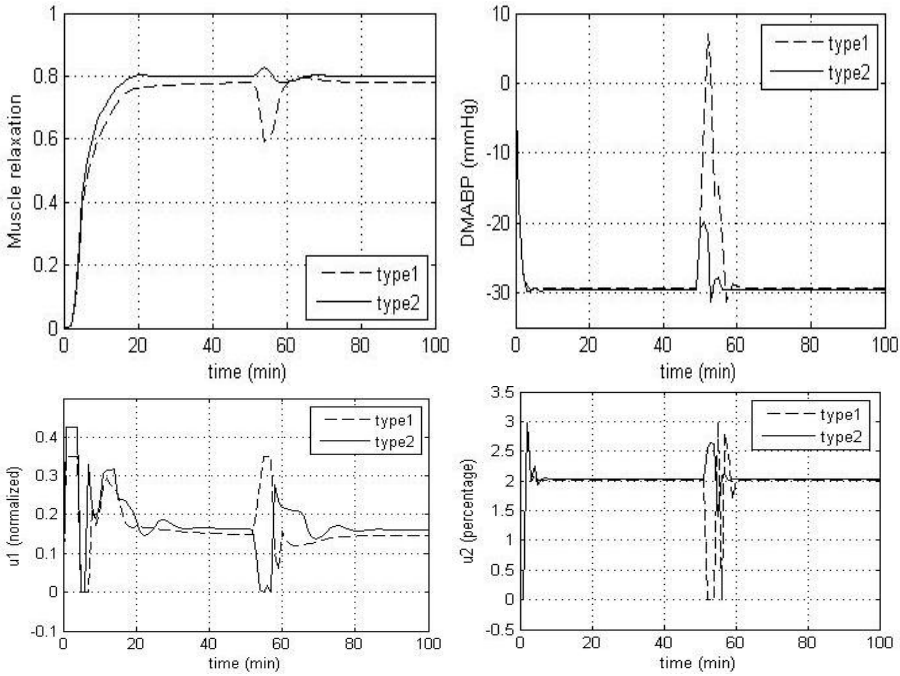 Muscle relaxation
1
0.8
0.6
0.4
0.2
0
0 20 40 60 80 100
time (min)
type1
type2
DMABP (mmHg)
10
0
-10
-20
-30
0 20 40 60 80 100
time (min)
type1
type2
u1 (normalized)
0.4
0.3
0.2
0.1
0
-0.1
0 20 40 60 80 100
time (min)
type1
type2
u2 (percentage)
3.5
3
2.5
2
1.5
1
0.5
0
-0.5
0 20 40 60 80 100
time (min)
type1
type2